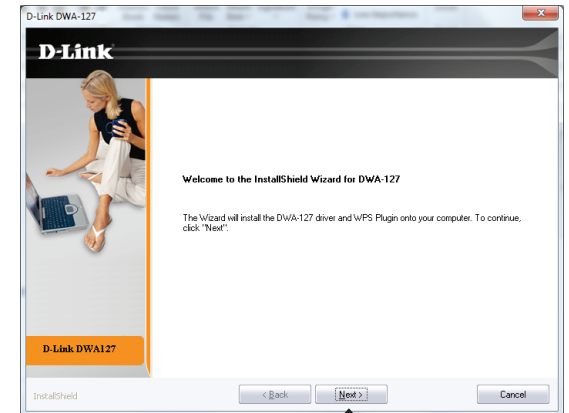 D-Link DWA-127
D-Link
Welcome to the InstallShield Wizard for DWA-127
The Wizard will install the DWA-127 driver and WPS Plugin onto your computer. To continue,
click "Next".
D-Link DWA127
InstallShield
< Back
Next >
Cancel